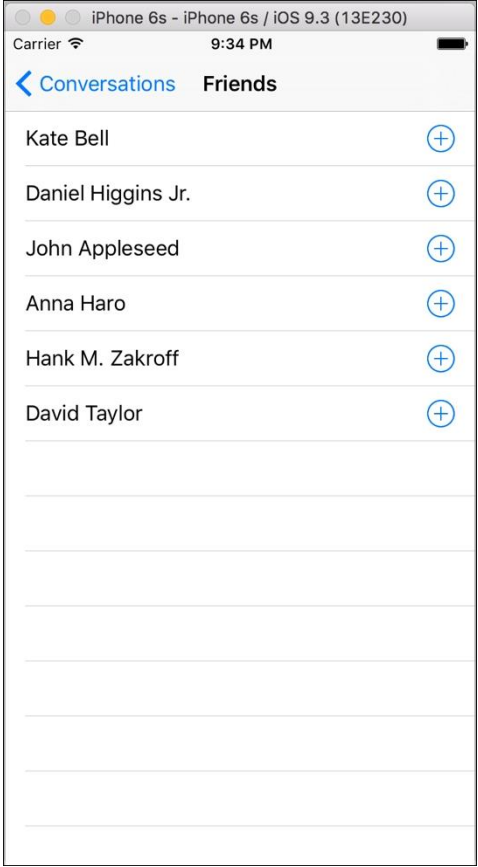 iPhone 6s - iPhone 6s / iOS 9.3 (13E230)
Carrier 9:34 PM
Conversations Friends
Kate Bell
Daniel Higgins Jr.
John Appleseed
Anna Haro
Hank M. Zakroff
David Taylor